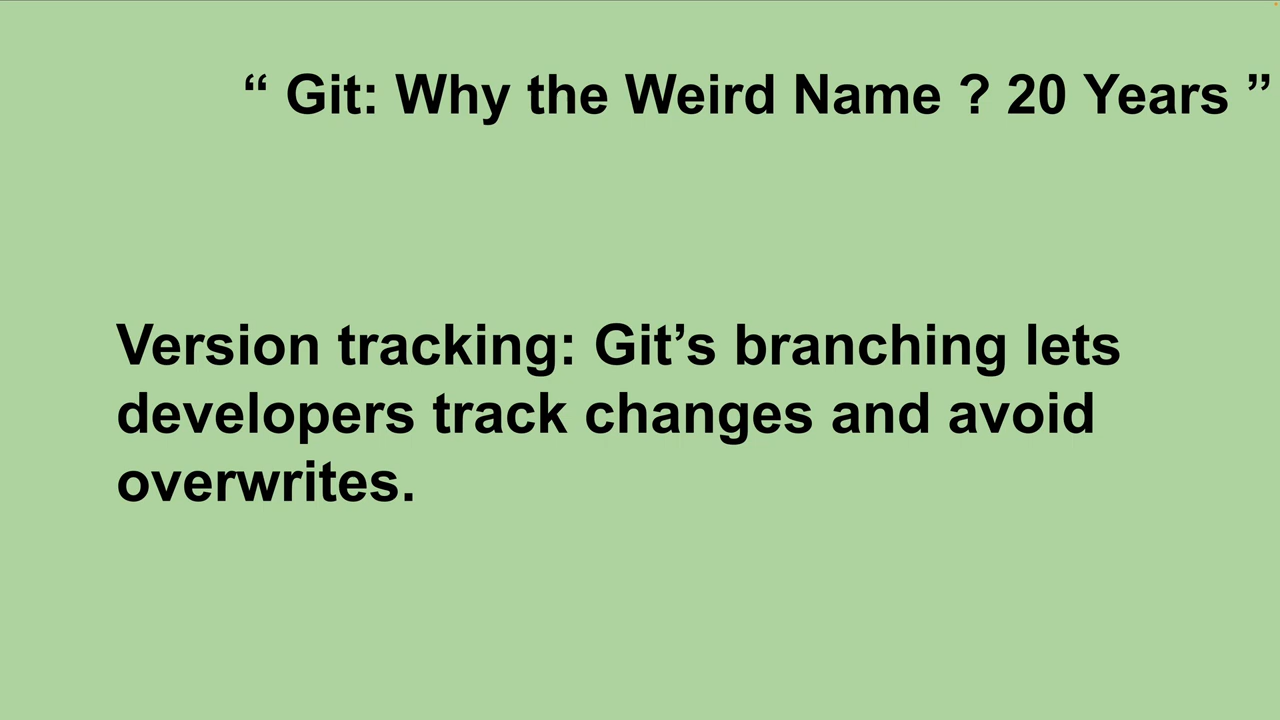 “ Git: Why the Weird Name ? 20 Years ”
Version tracking: Git’s branching lets
developers track changes and avoid
overwrites.